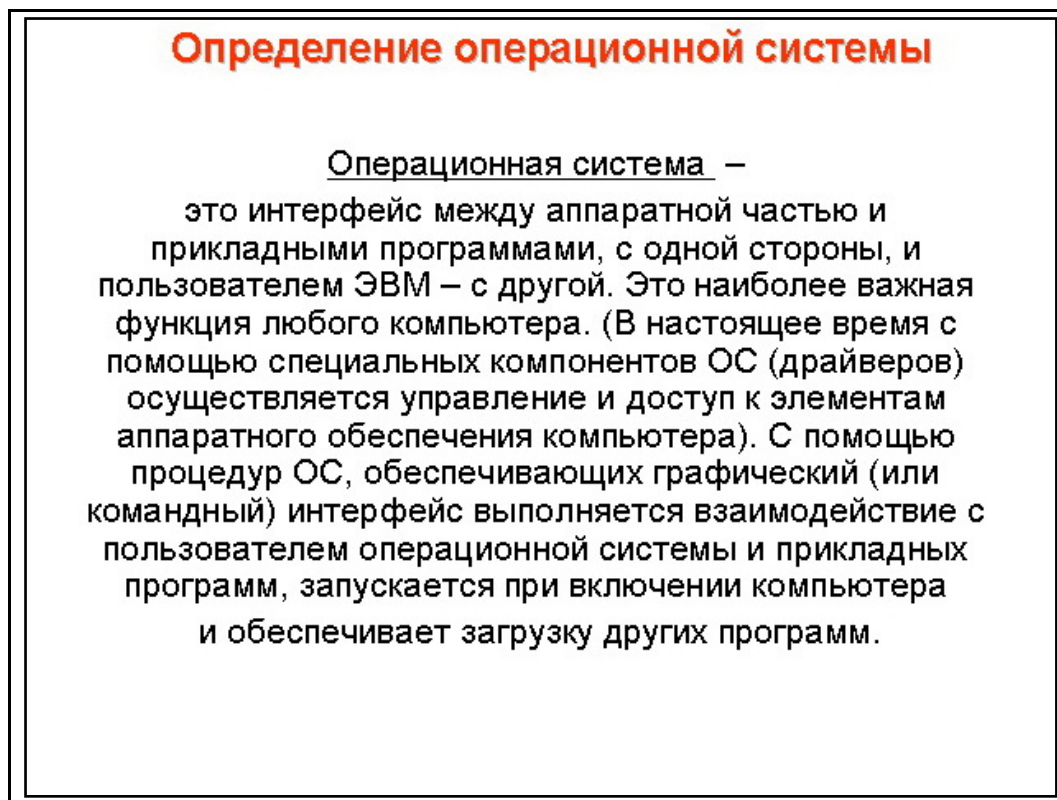 Определение операционной системы
Операционная система –
это интерфейс между аппаратной частью и
прикладными программами, с одной стороны, и
пользователем ЭВМ – с другой. Это наиболее важная
функция любого компьютера. (В настоящее время с
помощью специальных компонентов ОС (драйверов)
осуществляется управление и доступ к элементам
аппаратного обеспечения компьютера). С помощью
процедур ОС, обеспечивающих графический (или
командный) интерфейс выполняется взаимодействие с
пользователем операционной системы и прикладных
программ, запускается при включении компьютера
и обеспечивает загрузку других программ.